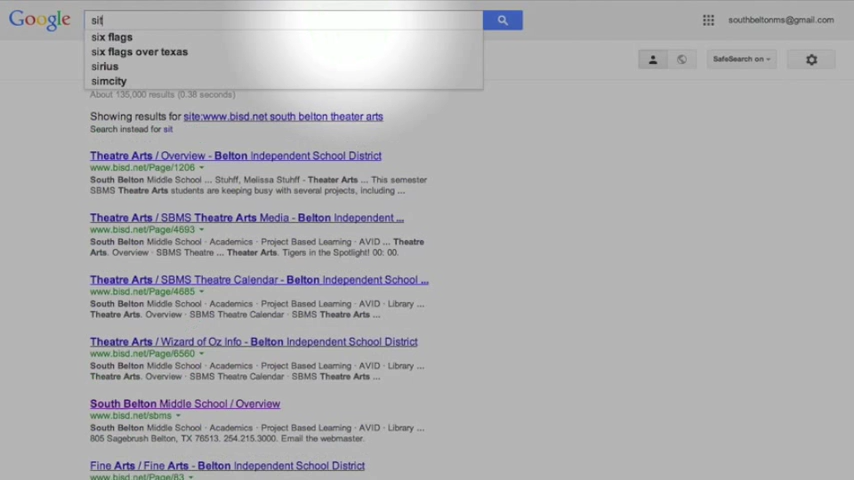 Google
sit
southbeltonms@gmail.com
six flags
six flags over texas
sirius
simcity
SafeSearch on
About 135,000 results (0.38 seconds)
Showing results for site:www.bisd.net south belton theater arts
Search instead for sit
Theatre Arts / Overview - Belton Independent School District
www.bisd.net/Page/1206
South Belton Middle School ... Stuhff, Melissa Stuhff - Theater Arts ... This semester
SBMS Theatre Arts students are keeping busy with several projects, including ...
Theatre Arts / SBMS Theatre Arts Media - Belton Independent ...
www.bisd.net/Page/4693
South Belton Middle School · Academics · Project Based Learning · AVID ... Theatre
Arts. Overview · SBMS Theatre ... Theater Arts. Tigers in the Spotlight! 00: 00.
Theatre Arts / SBMS Theatre Calendar - Belton Independent School ...
www.bisd.net/Page/4685
South Belton Middle School · Academics · Project Based Learning · AVID · Library ...
Theatre Arts. Overview · SBMS Theatre Calendar · SBMS Theatre Arts ...
Theatre Arts / Wizard of Oz Info - Belton Independent School District
www.bisd.net/Page/6560
South Belton Middle School · Academics · Project Based Learning · AVID · Library ...
Theatre Arts. Overview · SBMS Theatre Calendar · SBMS Theatre Arts ...
South Belton Middle School / Overview
www.bisd.net/sbms
South Belton Middle School · Academics · Project Based Learning · AVID · Library ...
805 Sagebrush Belton, TX 76513. 254.215.3000. Email the webmaster.
Fine Arts / Fine Arts - Belton Independent School District
www.bisd.net/Page/83